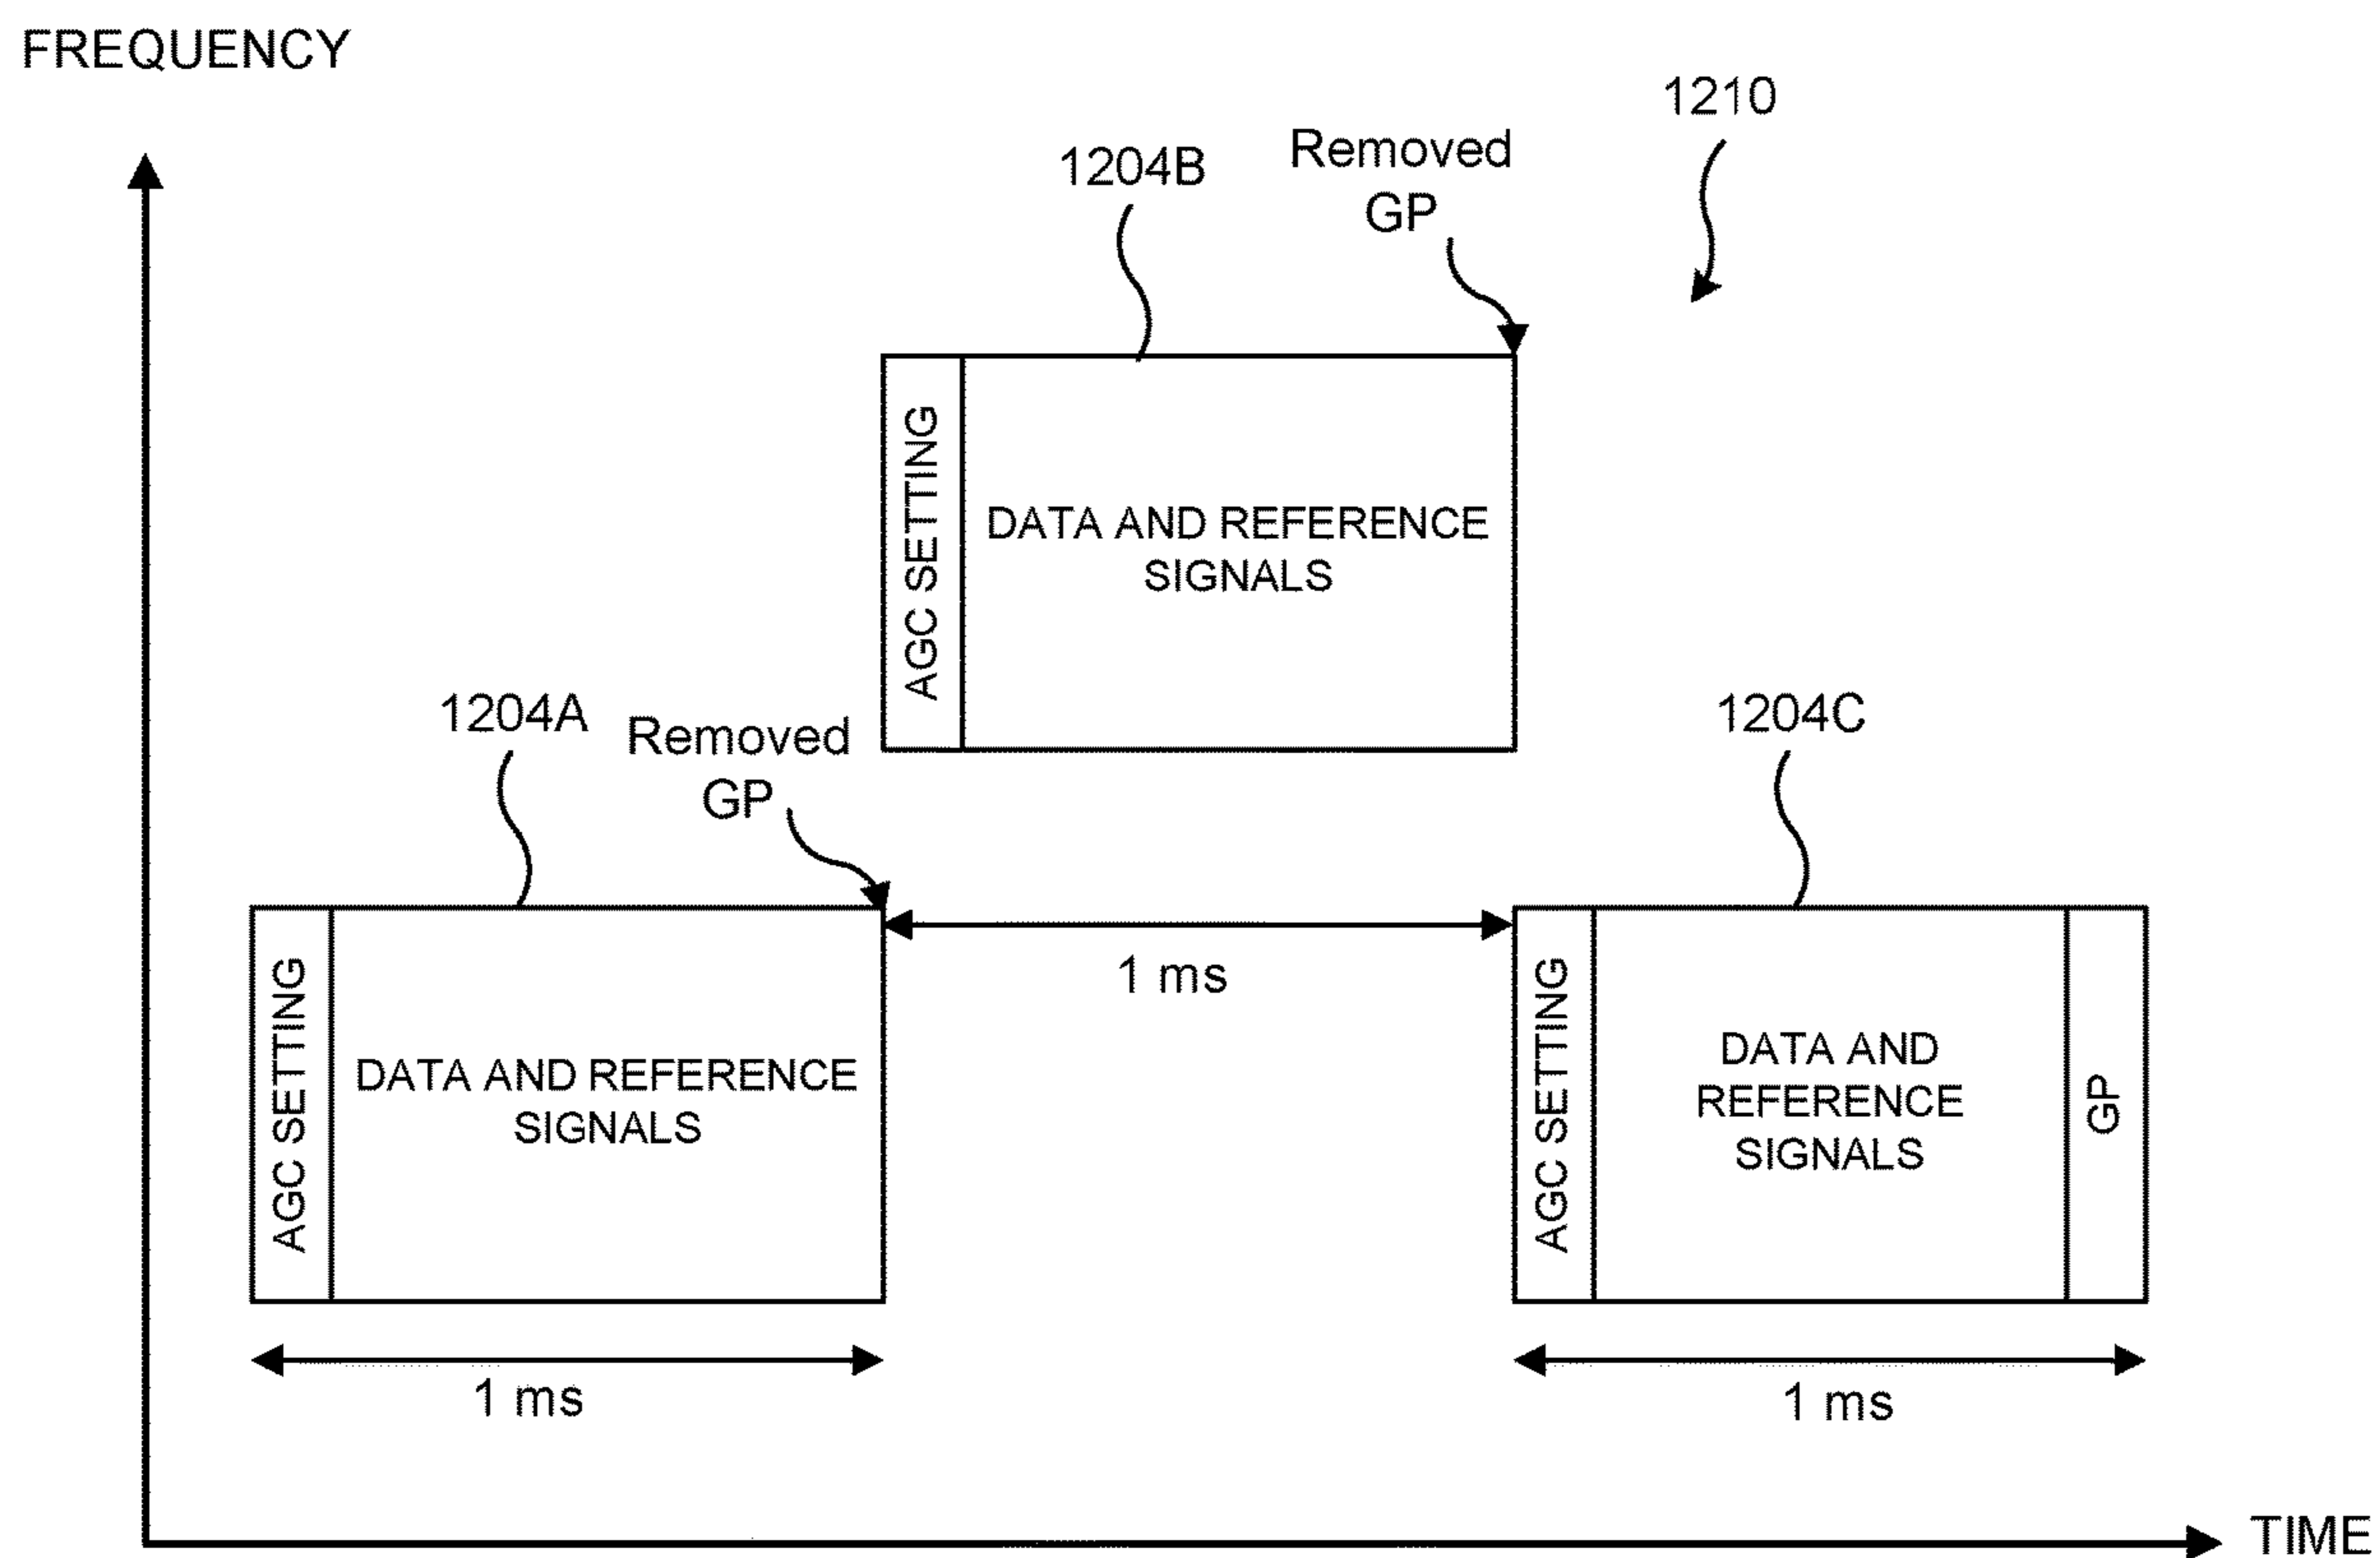 FREQUENCY
1210
1204B
Removed
GP
AGC SETTING
DATA AND REFERENCE
SIGNALS
1204A
Removed
GP
1204C
AGC SETTING
DATA AND REFERENCE
SIGNALS
1 ms
AGC SETTING
DATA AND
REFERENCE
SIGNALS
GP
1 ms
1 ms
TIME